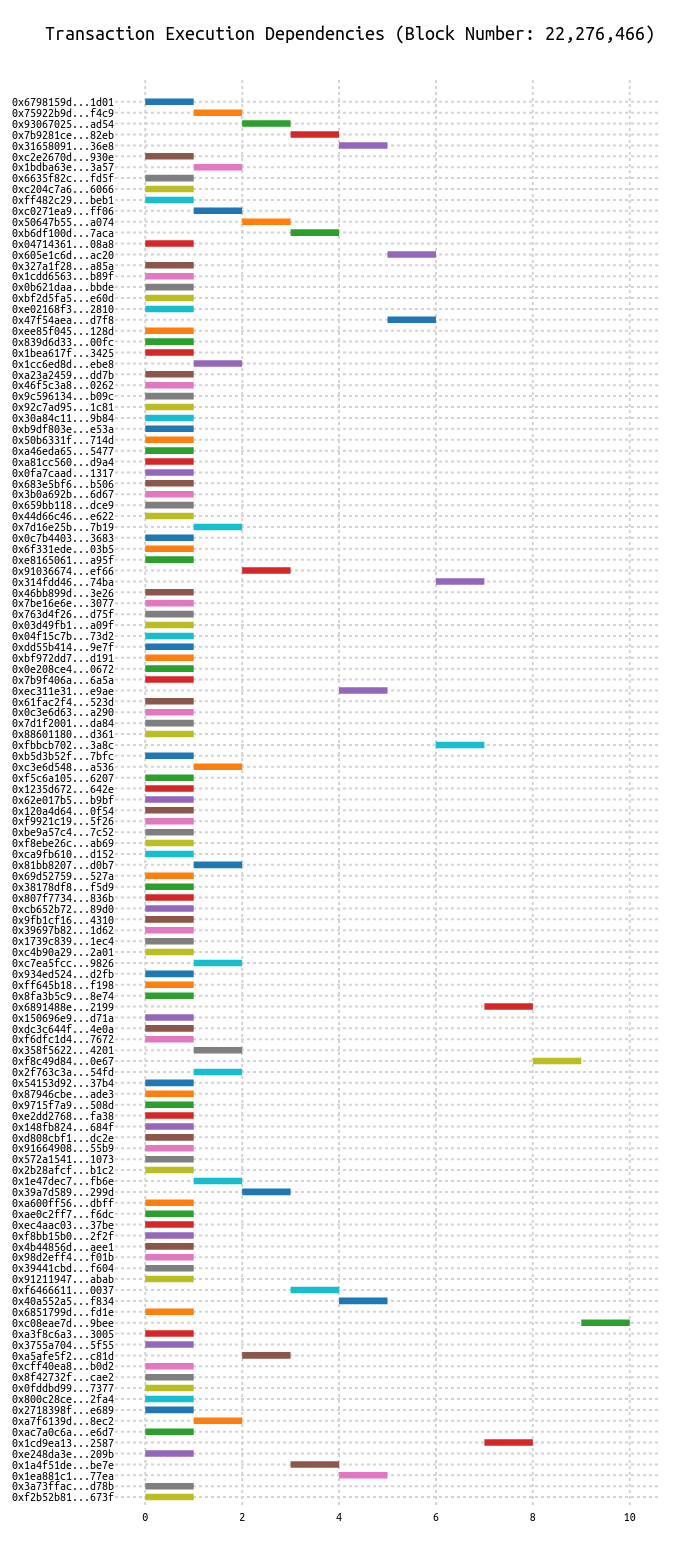 Transaction Execution Dependencies (Block Number: 22,276,466)
0x6798159d...1d01
0x75922b9d...f4c9
0x93067025...ad54
0x7b9281ce...82eb
0x31658091...36e8
0xc2e2670d...930e
0x1bdba63e...3a57
0x6635f82c...fd5f
0xc204c7a6...6066
0xff482c29...beb1
0xc0271ea9...ff06
0x50647b55...a074
0xb6df100d...7aca
0x04714361...08a8
0x605e1c6d...ac20
0x327a1f28...a85a
0x1cdd6563...b89f
0x0b621daa...bbde
0xbf2d5fa5...e60d
0xe02168f3...2810
0x47f54aea...d7f8
0xee85f045...128d
0x839d6d33...00fc
0x1bea617f...3425
0x1cc6ed8d...ebe8
0xa23a2459...dd7b
0x46f5c3a8...0262
0x9c596134...b09c
0x92c7ad95...1c81
0x30a84c11...9b84
0xb9df803e...e53a
0x50b6331f...714d
0xa46eda65...5477
0xa81cc560...d9a4
0x0fa7caad...1317
0x683e5bf6...b506
0x3b0a692b...6d67
0x659bb118...dce9
0x44d66c46...e622
0x7d16e25b...7b19
0x0c7b4403...3683
0x6f331ede...03b5
0xe8165061...a95f
0x91036674...ef66
0x314fdd46...74ba
0x46bb899d...3e26
0x7be16e6e...3077
0x763d4f26...d75f
0x03d49fb1...a09f
0x04f15c7b...73d2
0xdd55b414...9e7f
0xbf972dd7...d191
0x0e208ce4...0672
0x7b9f406a...6a5a
0xec311e31...e9ae
0x61fac2f4...523d
0x0c3e6d63...a290
0x7d1f2001...da84
0x88601180...d361
0xfbbcb702...3a8c
0xb5d3b52f...7bfc
0xc3e6d548...a536
0xf5c6a105...6207
0x1235d672...642e
0x62e017b5...b9bf
0x120a4d64...0f54
0xf9921c19...5f26
0xbe9a57c4...7c52
0xf8ebe26c...ab69
0xca9fb610...d152
0x81bb8207...d0b7
0x69d52759...527a
0x38178df8...f5d9
0x807f7734...836b
0xcb652b72...89d0
0x9fb1cf16...4310
0x39697b82...1d62
0x1739c839...1ec4
0xc4b90a29...2a01
0xc7ea5fcc...9826
0x934ed524...d2fb
0xff645b18...f198
0x8fa3b5c9...8e74
0x6891488e...2199
0x150696e9...d71a
0xdc3c644f...4e0a
0xf6dfc1d4...7672
0x358f5622...4201
0xf8c49d84...0e67
0x2f763c3a...54fd
0x54153d92...37b4
0x87946cbe...ade3
0x9715f7a9...508d
0xe2dd2768...fa38
0x148fb824...684f
0xd808cbf1...dc2e
0x91664908...55b9
0x572a1541...1073
0x2b28afcf...b1c2
0x1e47dec7...fb6e
0x39a7d589...299d
0xa600ff56...dbff
0xae0c2ff7...f6dc
0xec4aac03...37be
0xf8bb15b0...2f2f
0x4b44856d...aee1
0x98d2eff4...f01b
0x39441cbd...f604
0x91211947...abab
0xf6466611...0037
0x40a552a5...f834
0x6851799d...fd1e
0xc08eae7d...9bee
0xa3f8c6a3...3005
0x3755a704...5f55
0xa5afe5f2...c81d
0xcff40ea8...b0d2
0x8f42732f...cae2
0x0fddbd99...7377
0x800c28ce...2fa4
0x2718398f...e689
0xa7f6139d...8ec2
0xac7a0c6a...e6d7
0x1cd9ea13...2587
0xe248da3e...209b
0x1a4f51de...be7e
0x1ea881c1...77ea
0x3a73ffac...d78b
0xf2b52b81...673f
0 2 4 6 8 10